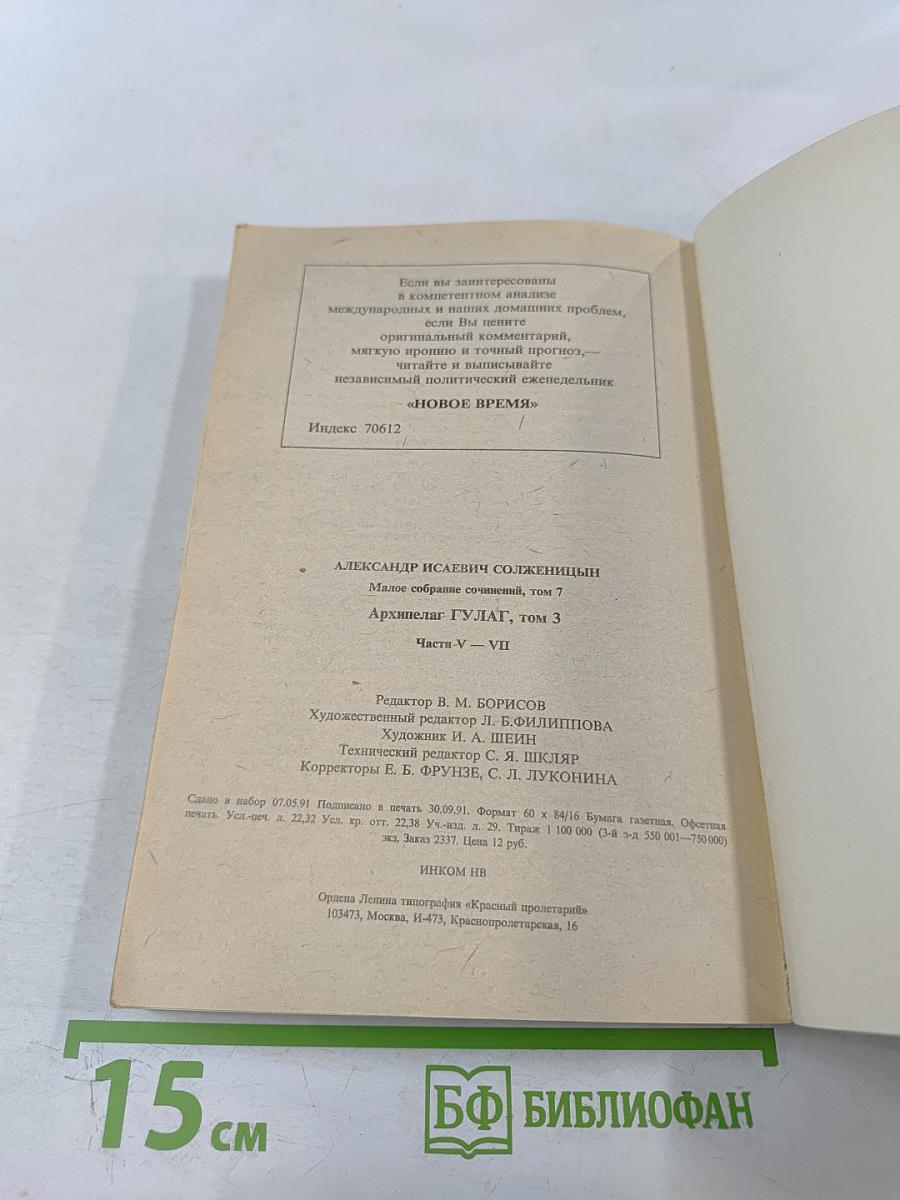 Если вы заинтересованы
в компетентном анализе
международных и наших домашних проблем,
если Вы цените
оригинальный комментарий,
мягкую иронию и точный прогноз,—
читайте и выписывайте
независимый политический еженедельник
«НОВОЕ ВРЕМЯ»
Индекс 70612
АЛЕКСАНДР ИСАЕВИЧ СОЛЖЕНИЦЫН
Малое собрание сочинений, том 7
Архипелаг ГУЛАГ, том 3
Части V — VII
Редактор В. М. БОРИСОВ
Художественный редактор Л. Б.ФИЛИППОВА
Художник И. А. ШЕИН
Технический редактор С. Я. ШКЛЯР
Корректоры Е. Б. ФРУНЗЕ, С. Л. ЛУКОНИНА
Сдано в набор 07.05.91 Подписано в печать 30.09.91. Формат 60 x 84/16 Бумага газетная. Офсетная
печать. Усл.-печ. л. 22,32 Усл. кр. отт. 22,38 Уч.-изд. л. 29. Тираж 1 100 000 (3-й з-д 550 001—750 000)
экз. Заказ 2337. Цена 12 руб.
ИНКОМ НВ
Ордена Ленина типография «Красный пролетарий».
103473, Москва, И-473, Краснопролетарская, 16
15 см
БФ БИБЛИОФАН